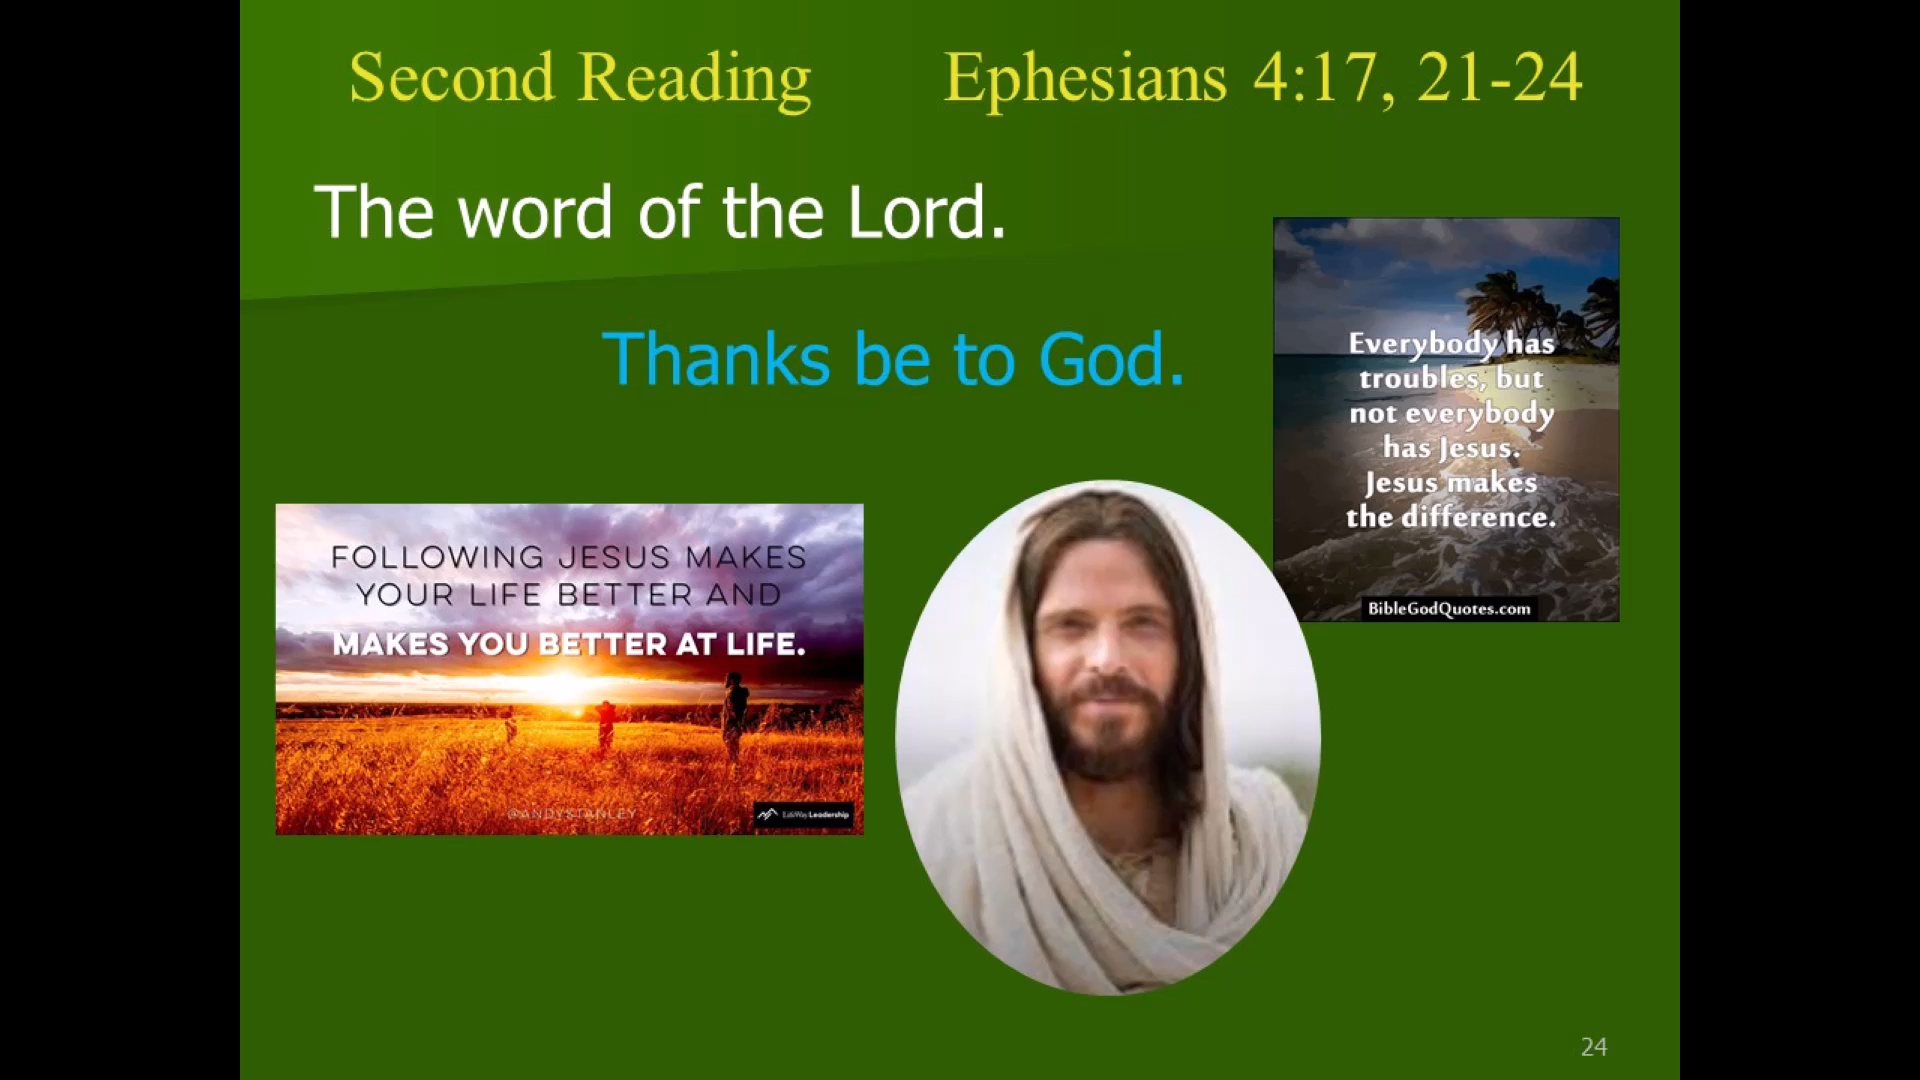 Second Reading Ephesians 4:17, 21-24
The word of the Lord.
Thanks be to God.
Everybody has
troubles, but
not everybody
has Jesus.
Jesus makes
the difference.
BibleGodQuotes.com
FOLLOWING JESUS MAKES
YOUR LIFE BETTER AND
MAKES YOU BETTER AT LIFE.
@ANDYSTANLEY
LifeWay Leadership
24